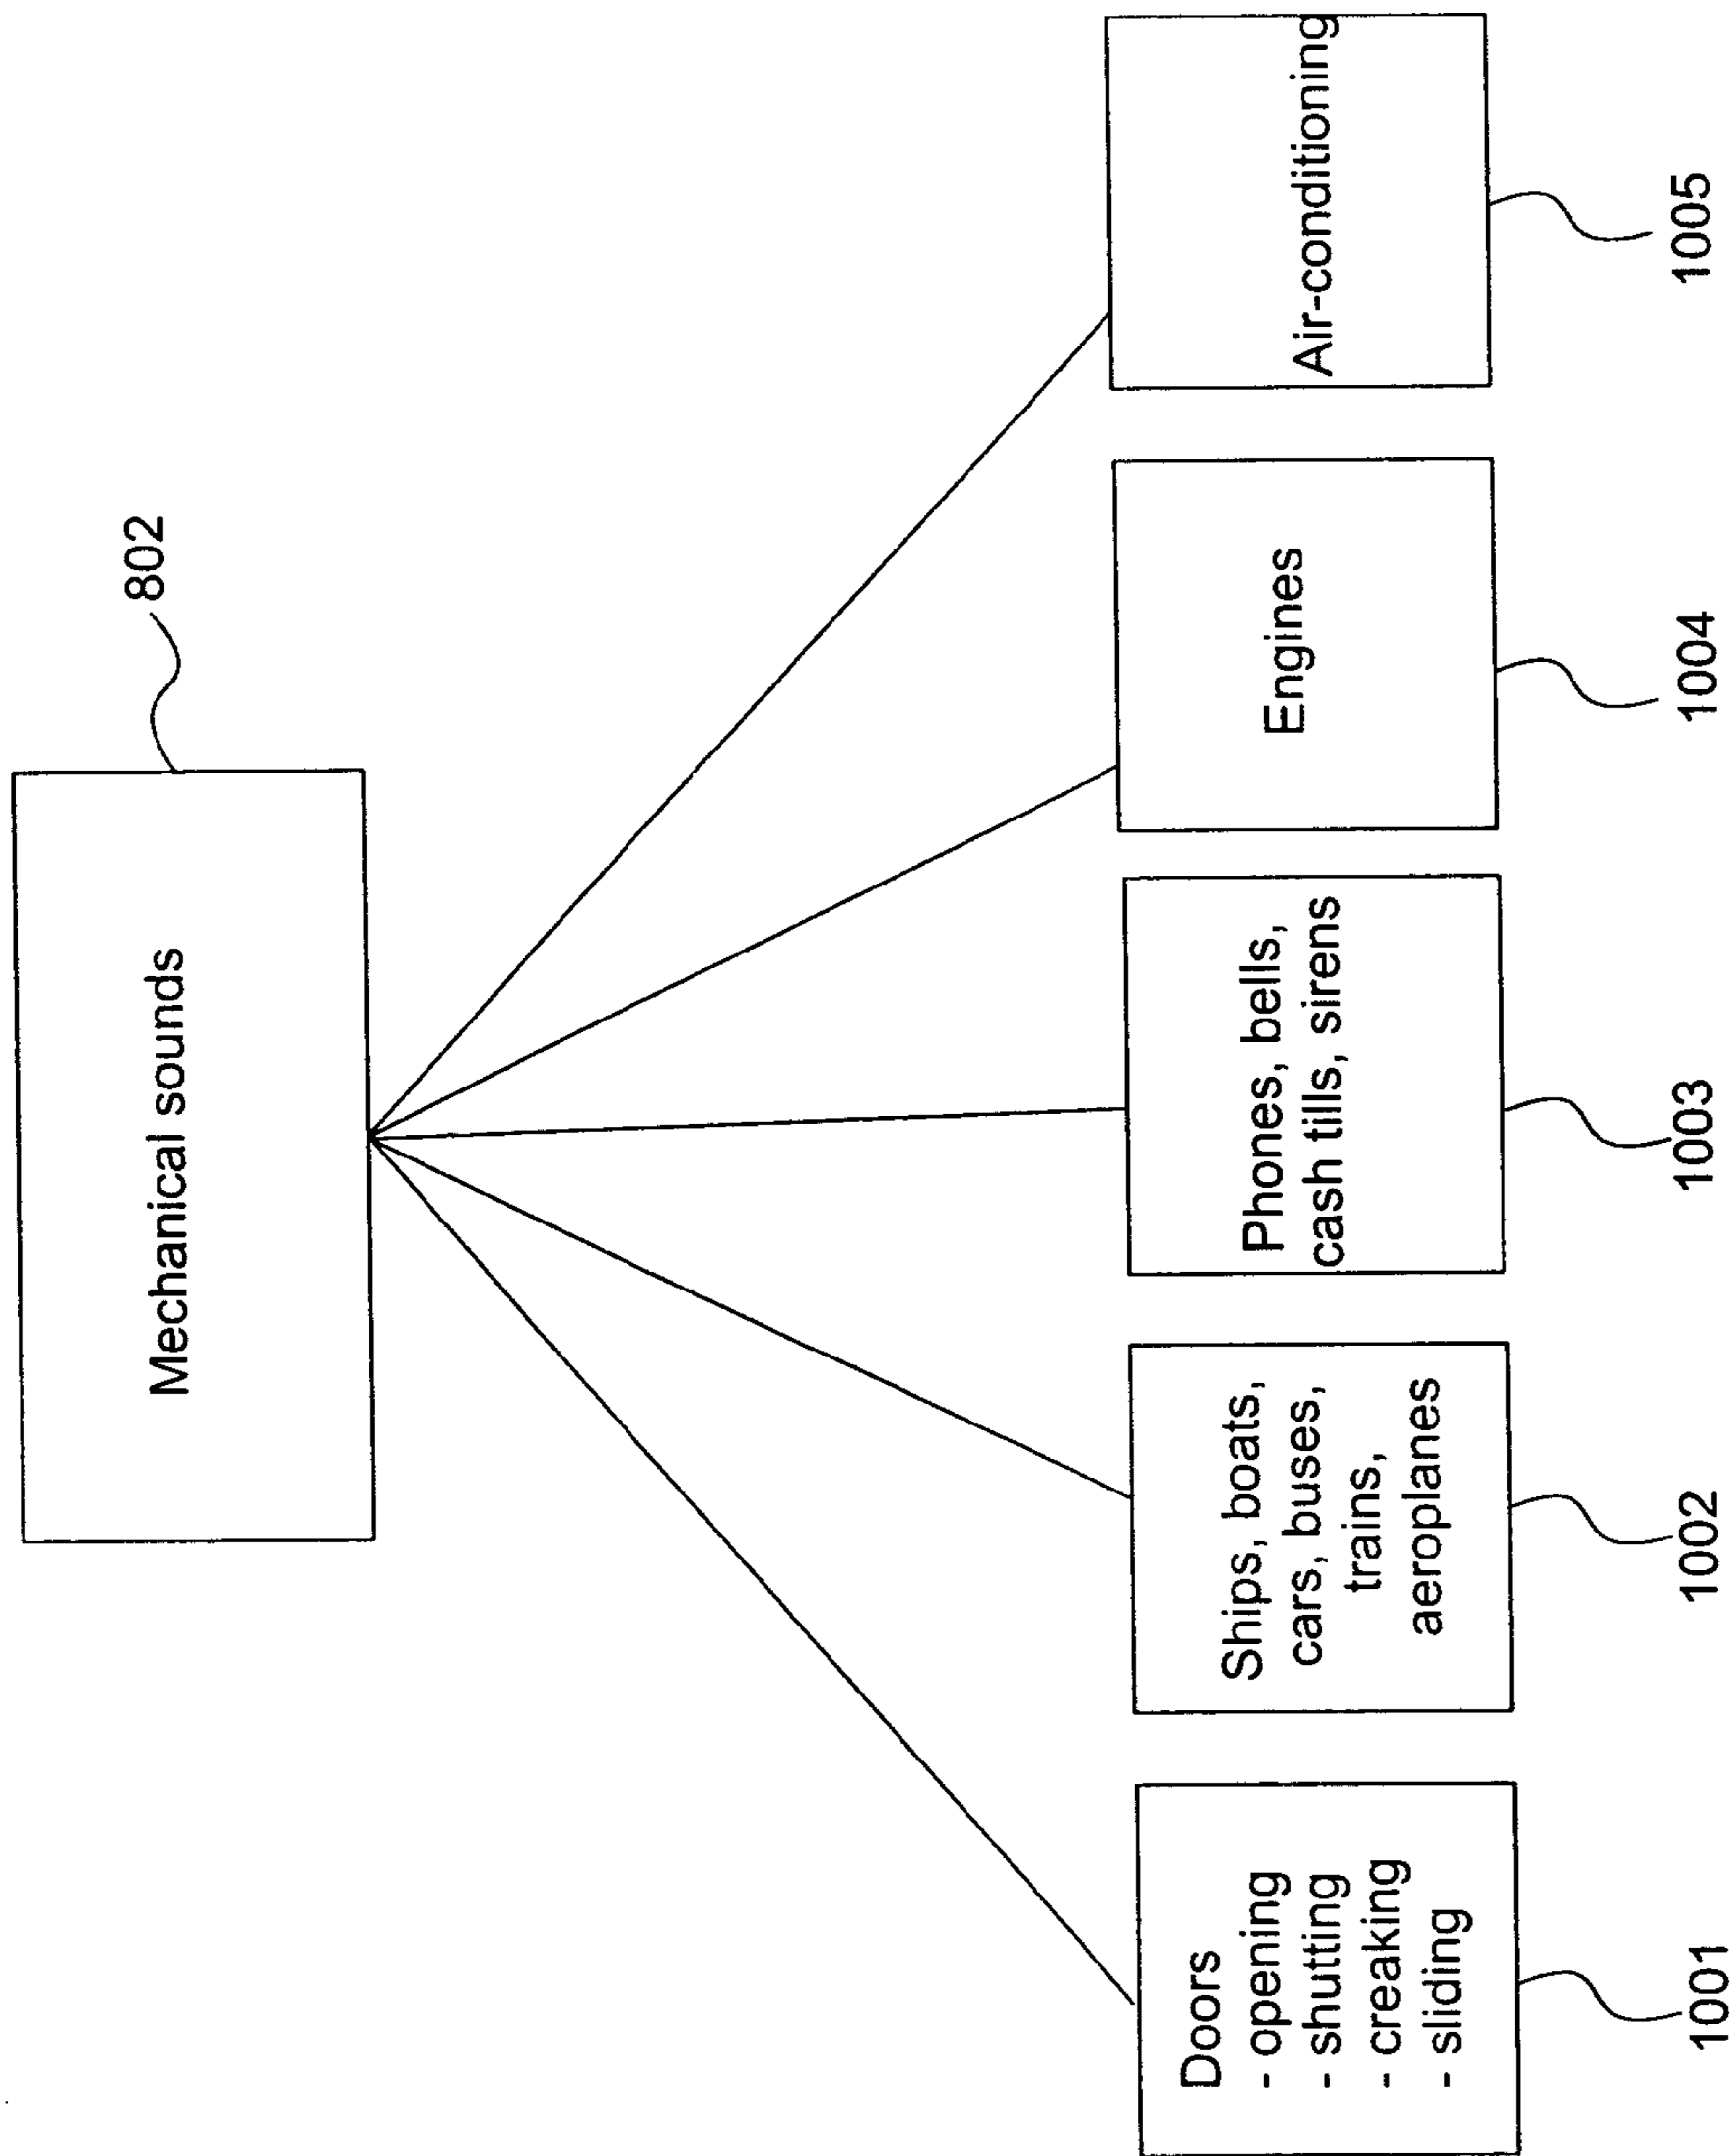 Mechanical sounds
802
Doors
- opening
- shutting
- creaking
- sliding
1001
Ships, boats,
cars, buses,
trains,
aeroplanes
1002
Phones, bells,
cash tills, sirens
1003
Engines
1004
Air-conditioning
1005